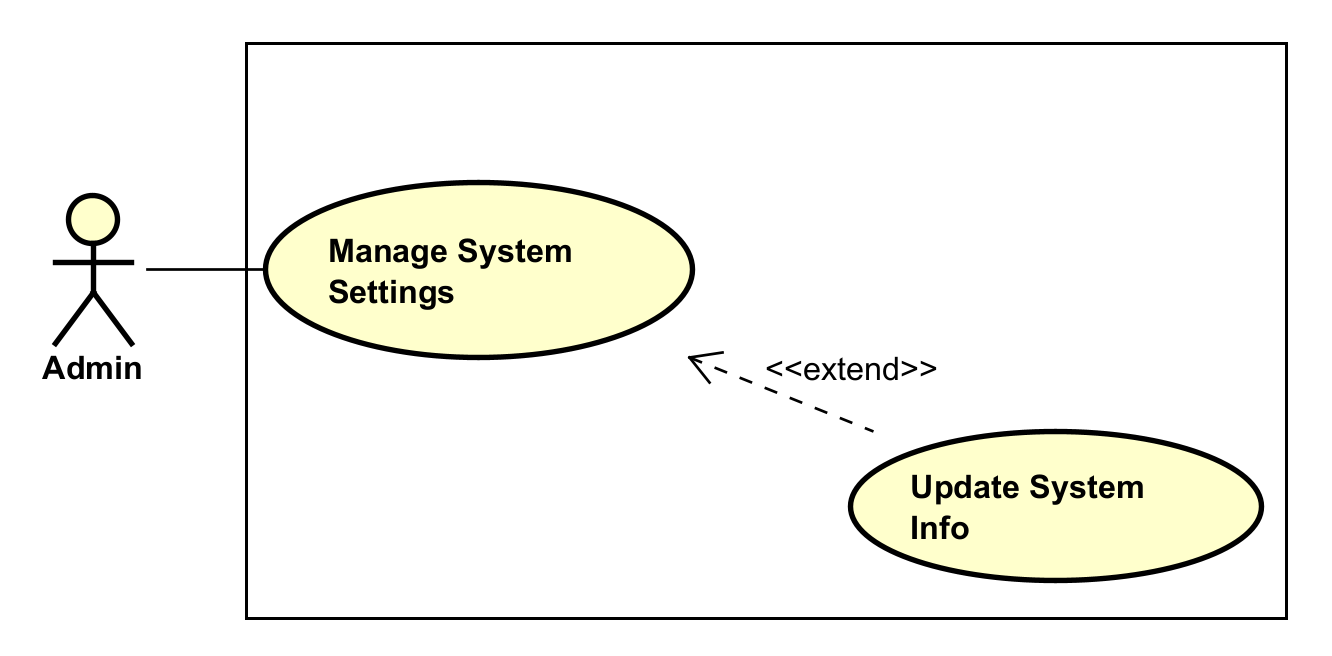 Manage System
Settings
Admin
<<extend>>
Update System
Info